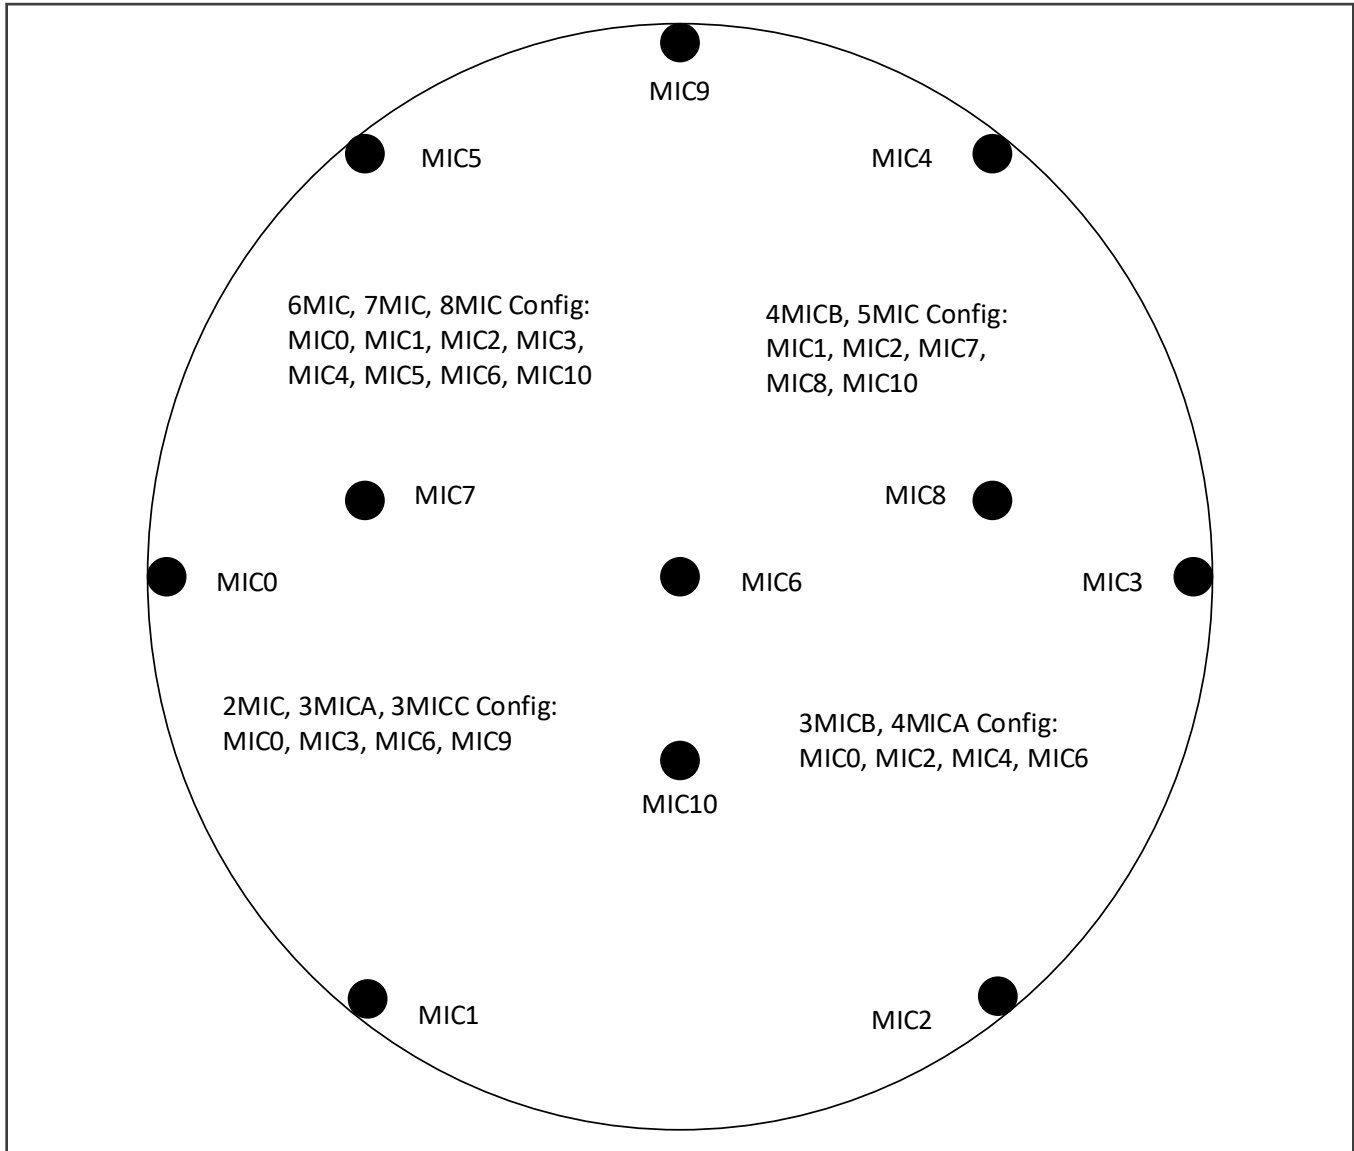 MIC9
MIC5
MIC4
6MIC, 7MIC, 8MIC Config:
MIC0, MIC1, MIC2, MIC3,
MIC4, MIC5, MIC6, MIC10
4MICB, 5MIC Config:
MIC1, MIC2, MIC7,
MIC8, MIC10
MIC7
MIC8
MIC0
MIC6
MIC3
2MIC, 3MICA, 3MICC Config:
MIC0, MIC3, MIC6, MIC9
3MICB, 4MICA Config:
MIC0, MIC2, MIC4, MIC6
MIC10
MIC1
MIC2